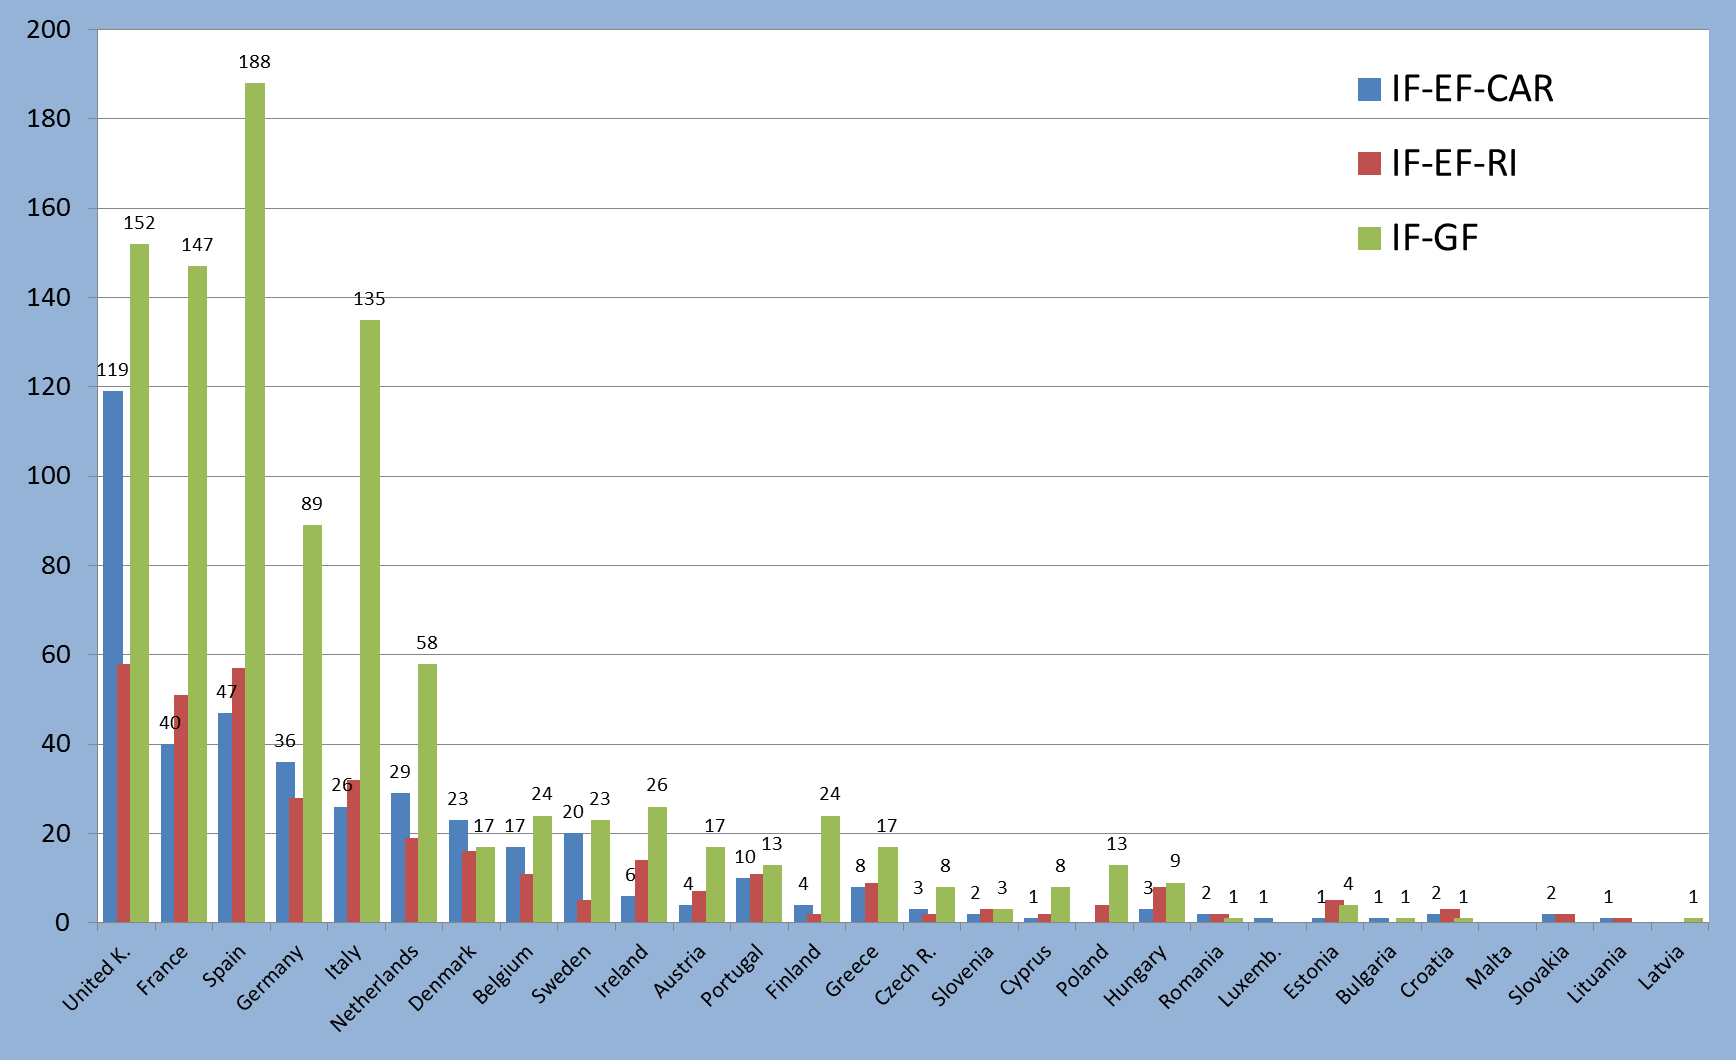 200
180
160
140
120
100
80
60
40
20
0
IF-EF-CAR
IF-EF-RI
IF-GF
119
152
40
147
47
188
36
89
26
135
29
58
23
17
17
24
20
23
6
26
4
17
10
13
4
24
8
17
3
8
2
3
1
8
13
3
9
2
1
1
1
4
1
1
2
1
2
1
1
United K.
France
Spain
Germany
Italy
Netherlands
Denmark
Belgium
Sweden
Ireland
Austria
Portugal
Finland
Greece
Czech R.
Slovenia
Cyprus
Poland
Hungary
Romania
Luxemb.
Estonia
Bulgaria
Croatia
Malta
Slovakia
Lituania
Latvia